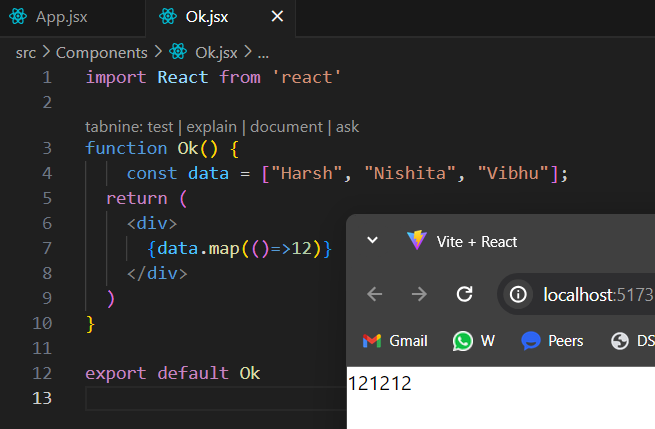 App.jsx Ok.jsx
src > Components > Ok.jsx > ...
1 import React from 'react'
2
tabnine: test | explain | document | ask
3 function Ok() {
4 const data = ["Harsh", "Nishita", "Vibhu"];
5 return (
6 <div>
7 {data.map(()=>12)}
8 </div>
9 )
10 }
11
12 export default Ok
13
Vite + React
localhost:5173
Gmail W Peers DS
121212